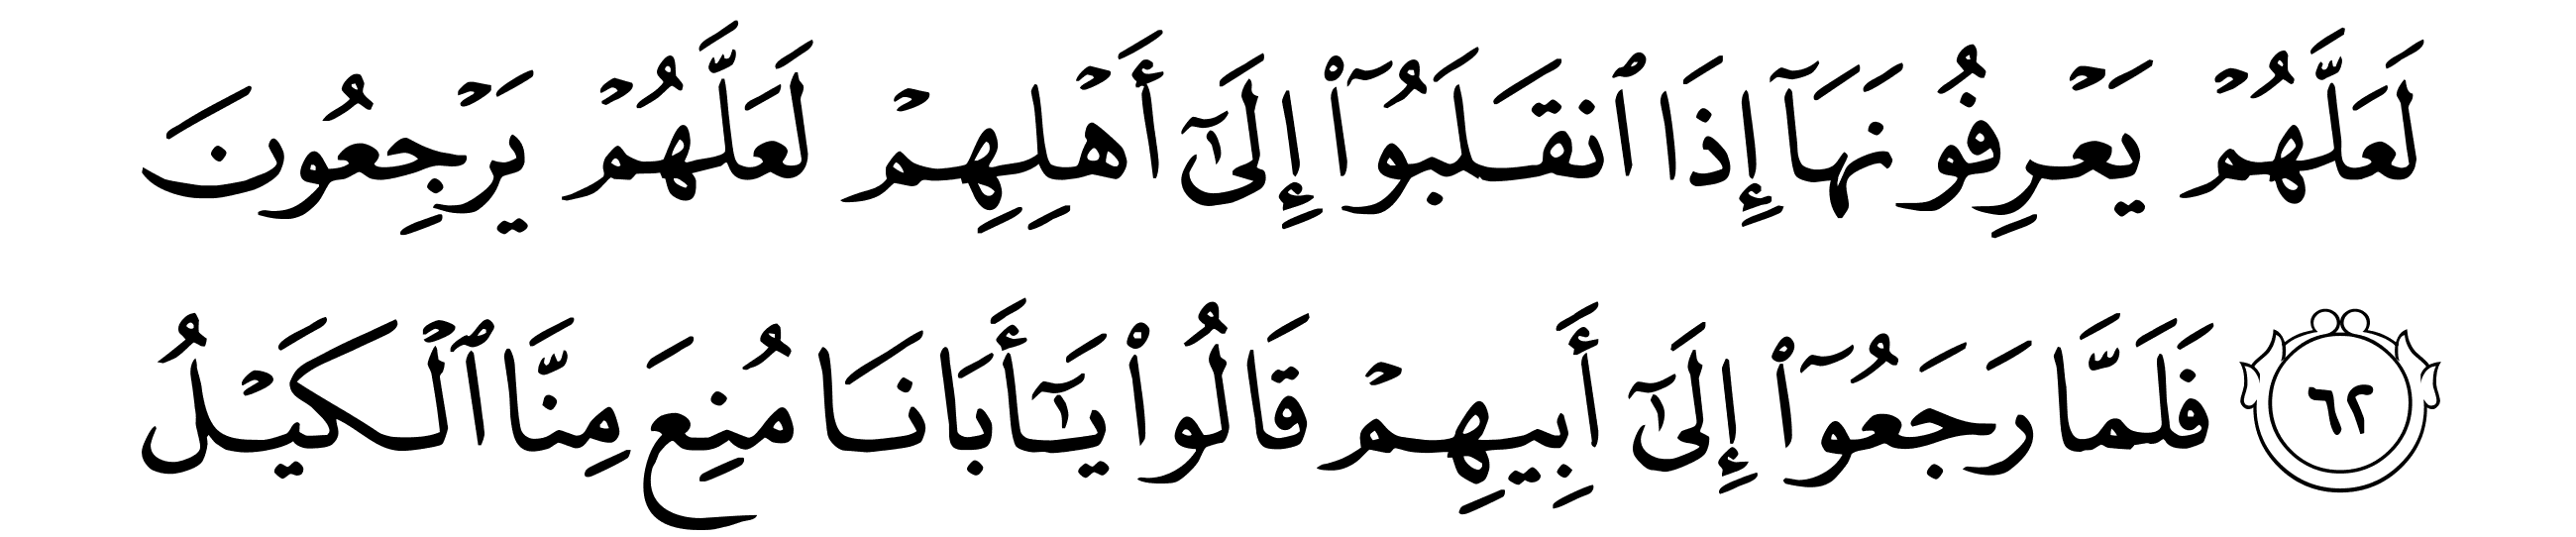 لَعَلَّهُمۡ يَعۡرِفُونَهَآ إِذَا ٱنقَلَبُوٓاْ إِلَىٰٓ أَهۡلِهِمۡ لَعَلَّهُمۡ يَرۡجِعُونَ
٦٢ فَلَمَّا رَجَعُوٓاْ إِلَىٰٓ أَبِيهِمۡ قَالُواْ يَـٰٓأَبَانَا مُنِعَ مِنَّا ٱلۡكَيۡلُ